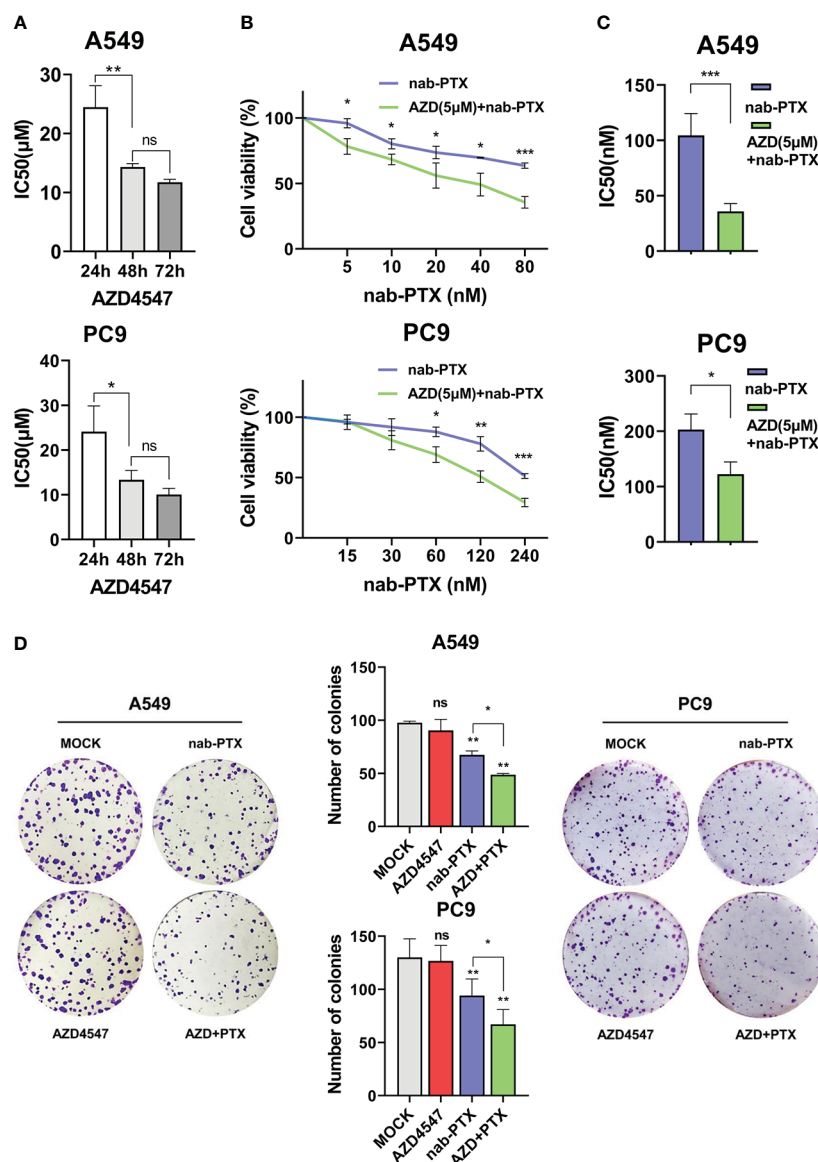 A
A549
**
ns
IC50(μM)
30
20
10
0
24h 48h 72h
AZD4547
PC9
*
ns
IC50(μM)
40
30
20
10
0
24h 48h 72h
AZD4547
B
A549
nab-PTX
AZD(5μM)+nab-PTX
* * * * ***
Cell viability (%)
100
50
0
5 10 20 40 80
nab-PTX (nM)
PC9
nab-PTX
AZD(5μM)+nab-PTX
* ** ***
Cell viability (%)
100
50
0
15 30 60 120 240
nab-PTX (nM)
C
A549
***
nab-PTX
AZD(5μM)
+nab-PTX
IC50(nM)
150
100
50
0
PC9
*
nab-PTX
AZD(5μM)
+nab-PTX
IC50(nM)
300
200
100
0
D
A549
MOCK nab-PTX
AZD4547 AZD+PTX
A549
Number of colonies
150
100
50
0
ns ** * **
MOCK AZD4547 nab-PTX AZD+PTX
PC9
Number of colonies
150
100
50
0
ns ** * **
MOCK AZD4547 nab-PTX AZD+PTX
PC9
MOCK nab-PTX
AZD4547 AZD+PTX